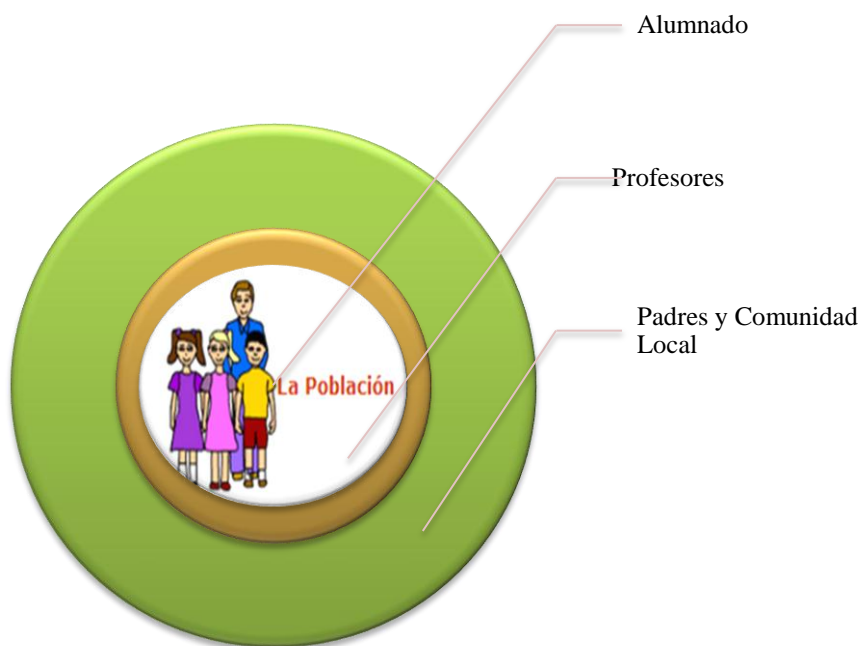 Alumnado
Profesores
Padres y Comunidad
Local
La Población